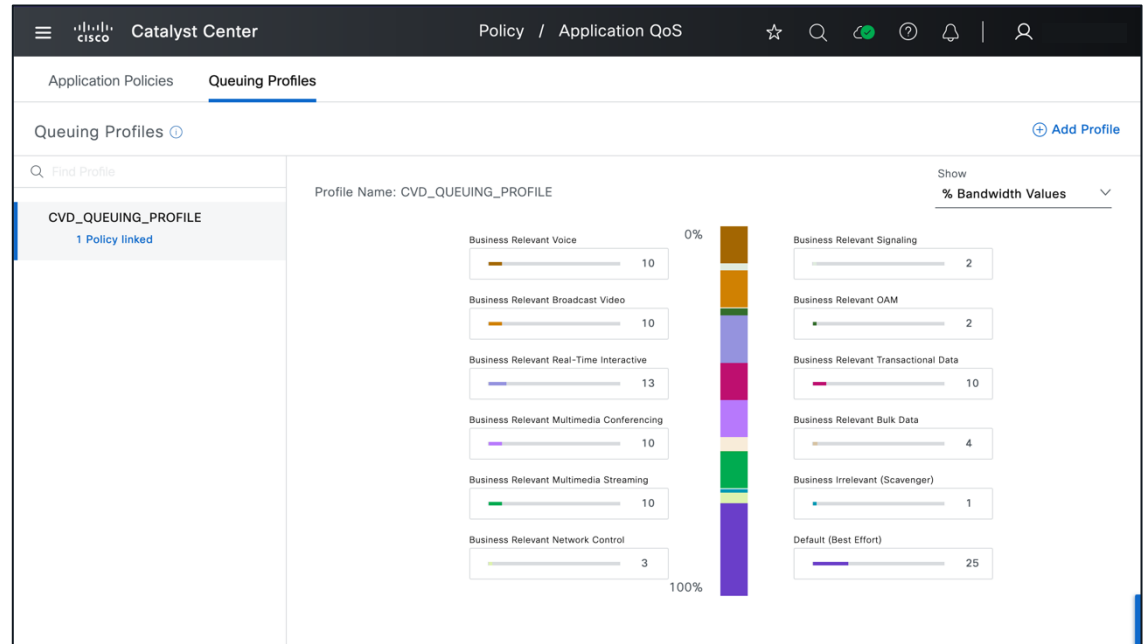 CISCO Catalyst Center Policy / Application QoS
Application Policies Queuing Profiles
Queuing Profiles
Add Profile
Find Profile
CVD_QUEUING_PROFILE
1 Policy linked
Profile Name: CVD_QUEUING_PROFILE
Show
% Bandwidth Values
0%
Business Relevant Voice
10
Business Relevant Signaling
2
Business Relevant Broadcast Video
10
Business Relevant OAM
2
Business Relevant Real-Time Interactive
13
Business Relevant Transactional Data
10
Business Relevant Multimedia Conferencing
10
Business Relevant Bulk Data
4
Business Relevant Multimedia Streaming
10
Business Irrelevant (Scavenger)
1
Business Relevant Network Control
3
Default (Best Effort)
25
100%